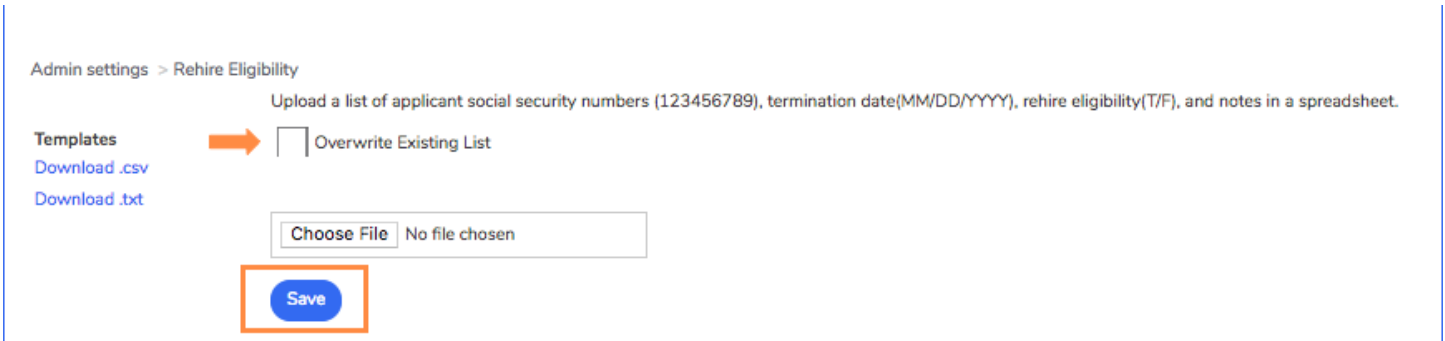 Admin settings > Rehire Eligibility
Upload a list of applicant social security numbers (123456789), termination date(MM/DD/YYYY), rehire eligibility(T/F), and notes in a spreadsheet.
Templates
Overwrite Existing List
Download .csv
Download .txt
Choose File No file chosen
Save